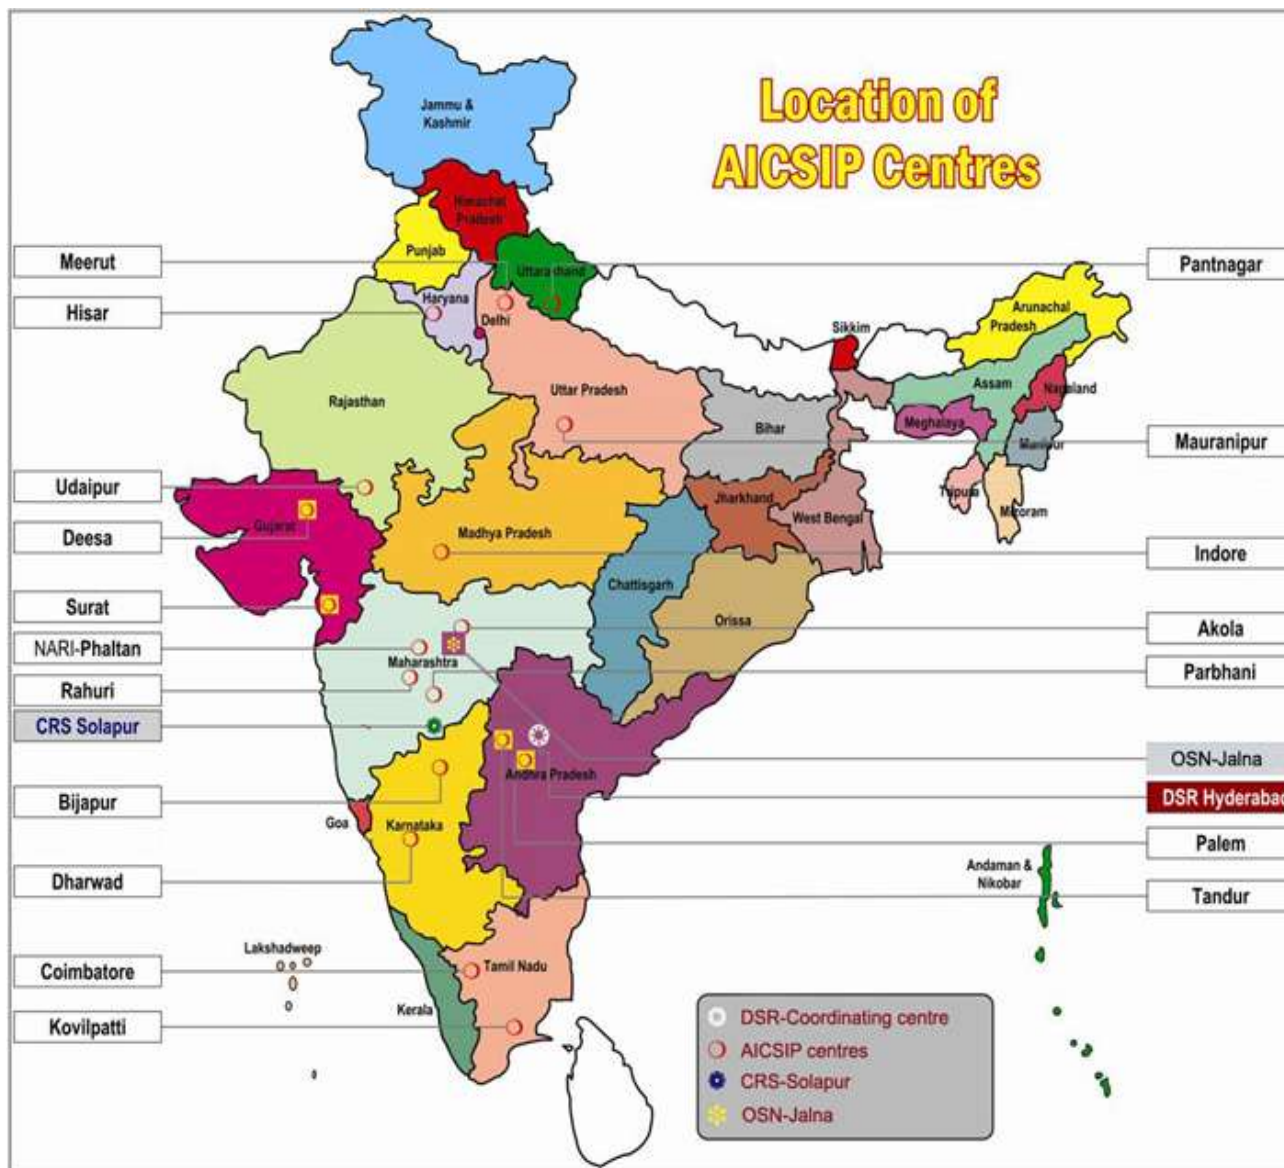 Location of
AICSIP Centres
Jammu &
Kashmir
Himachal
Pradesh
Punjab
Uttarakhand
Haryana
Delhi
Rajasthan
Uttar Pradesh
Bihar
Sikkim
Arunachal
Pradesh
Assam
Nagaland
Meghalaya
Manipur
Tripura
Mizoram
Gujarat
Madhya Pradesh
Jharkhand
West Bengal
Chattisgarh
Orissa
Maharashtra
Andhra Pradesh
Goa
Karnataka
Lakshadweep
Tamil Nadu
Kerala
Andaman &
Nikobar
Meerut
Hisar
Udaipur
Deesa
Surat
NARI-Phaltan
Rahuri
CRS Solapur
Bijapur
Dharwad
Coimbatore
Kovilpatti
Pantnagar
Mauranipur
Indore
Akola
Parbhani
OSN-Jalna
DSR Hyderabad
Palem
Tandur
DSR-Coordinating centre
AICSIP centres
CRS-Solapur
OSN-Jalna